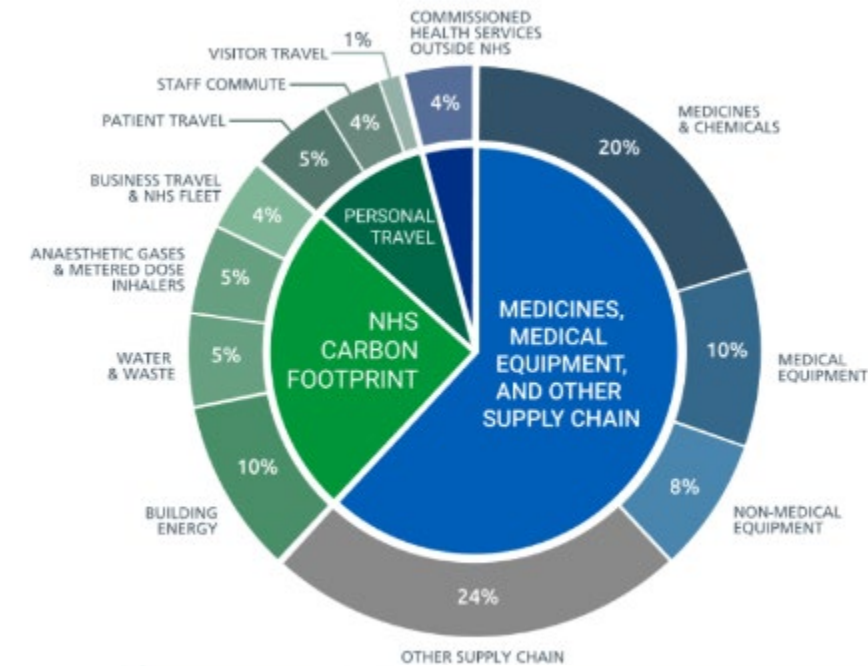 COMMISSIONED
HEALTH SERVICES
OUTSIDE NHS
4%
MEDICINES
& CHEMICALS
20%
MEDICAL
EQUIPMENT
10%
NON-MEDICAL
EQUIPMENT
8%
OTHER SUPPLY CHAIN
24%
BUILDING
ENERGY
10%
WATER
& WASTE
5%
ANAESTHETIC GASES
& METERED DOSE
INHALERS
5%
BUSINESS TRAVEL
& NHS FLEET
4%
PATIENT TRAVEL
5%
STAFF COMMUTE
4%
VISITOR TRAVEL
1%
PERSONAL
TRAVEL
NHS
CARBON
FOOTPRINT
MEDICINES,
MEDICAL
EQUIPMENT,
AND OTHER
SUPPLY CHAIN